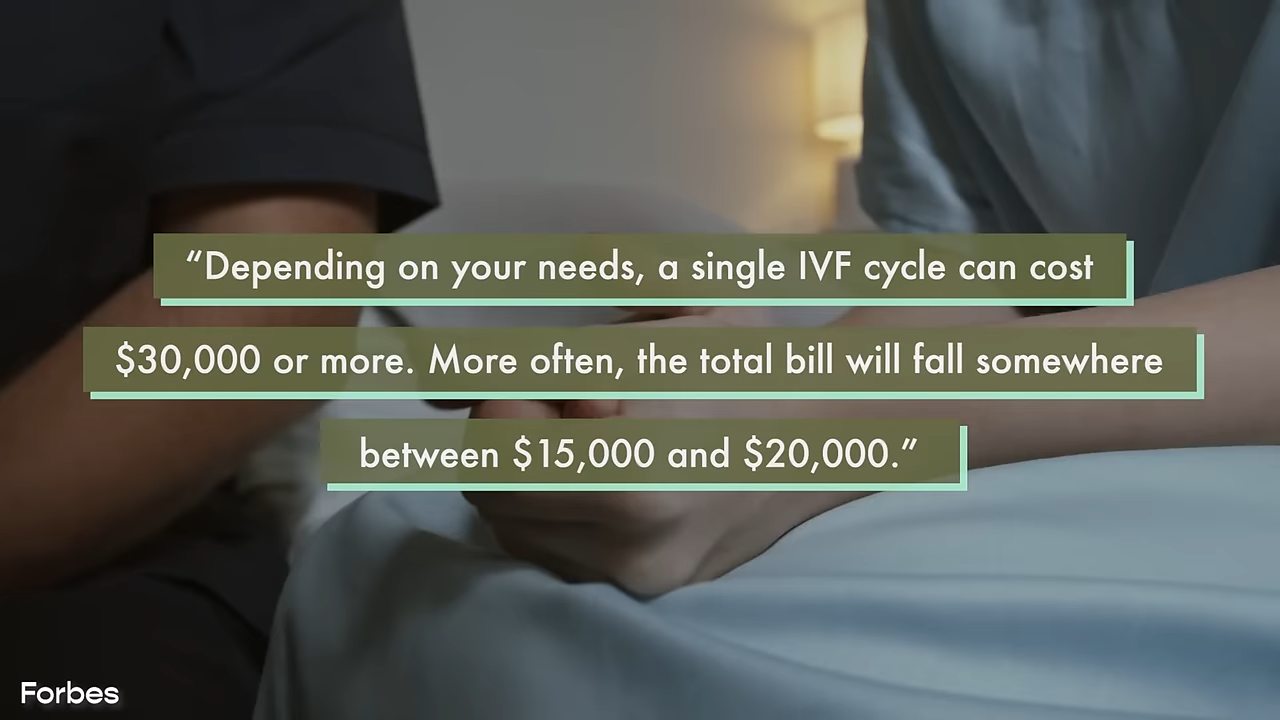 “Depending on your needs, a single IVF cycle can cost
$30,000 or more. More often, the total bill will fall somewhere
between $15,000 and $20,000.”
Forbes